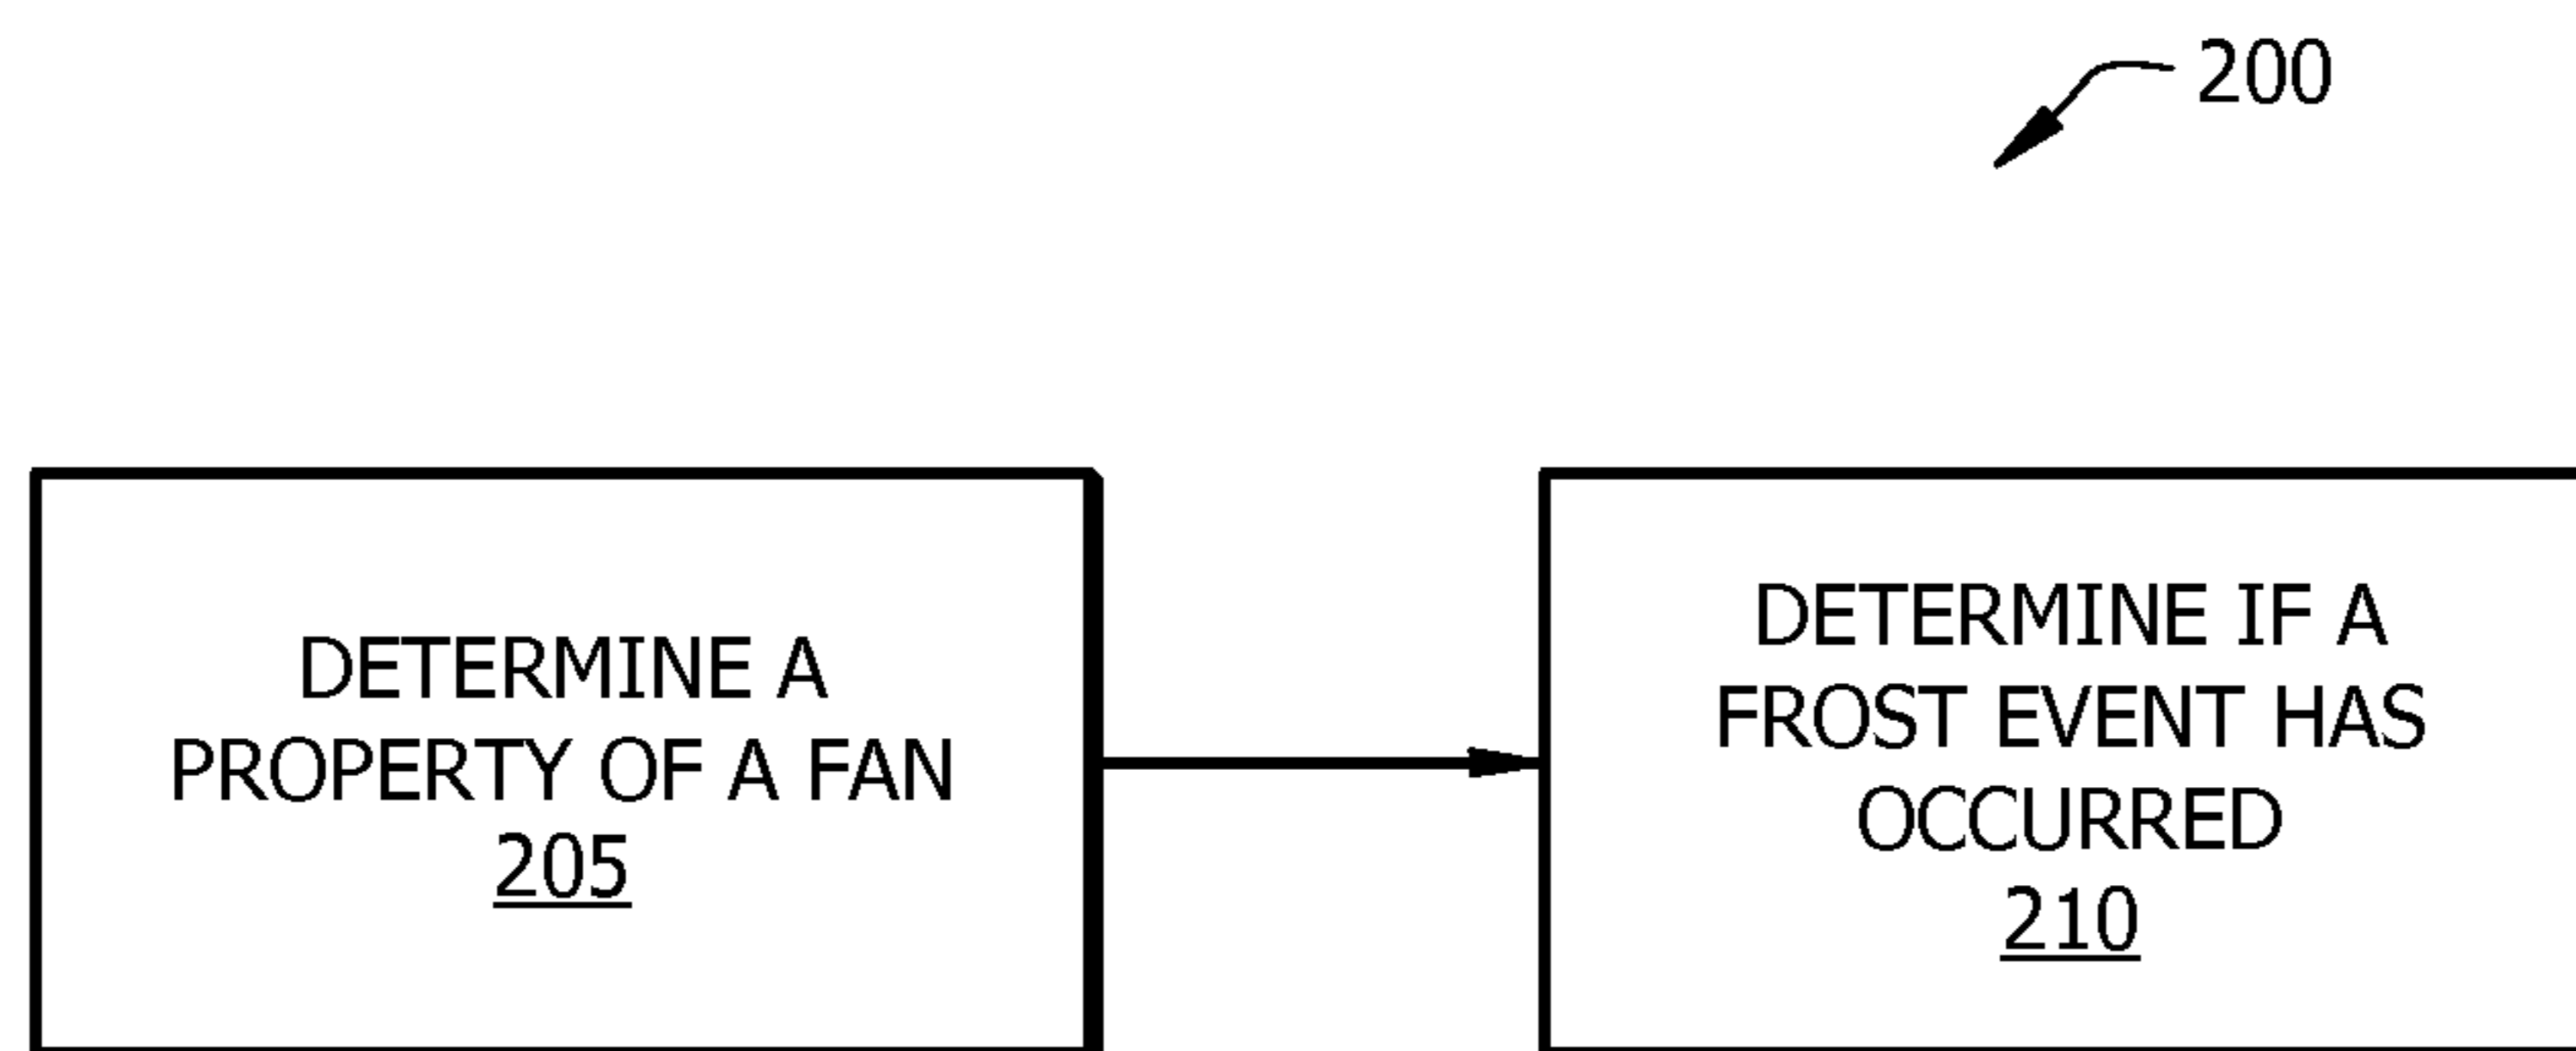 200
DETERMINE A
PROPERTY OF A FAN
205
DETERMINE IF A
FROST EVENT HAS
OCCURRED
210